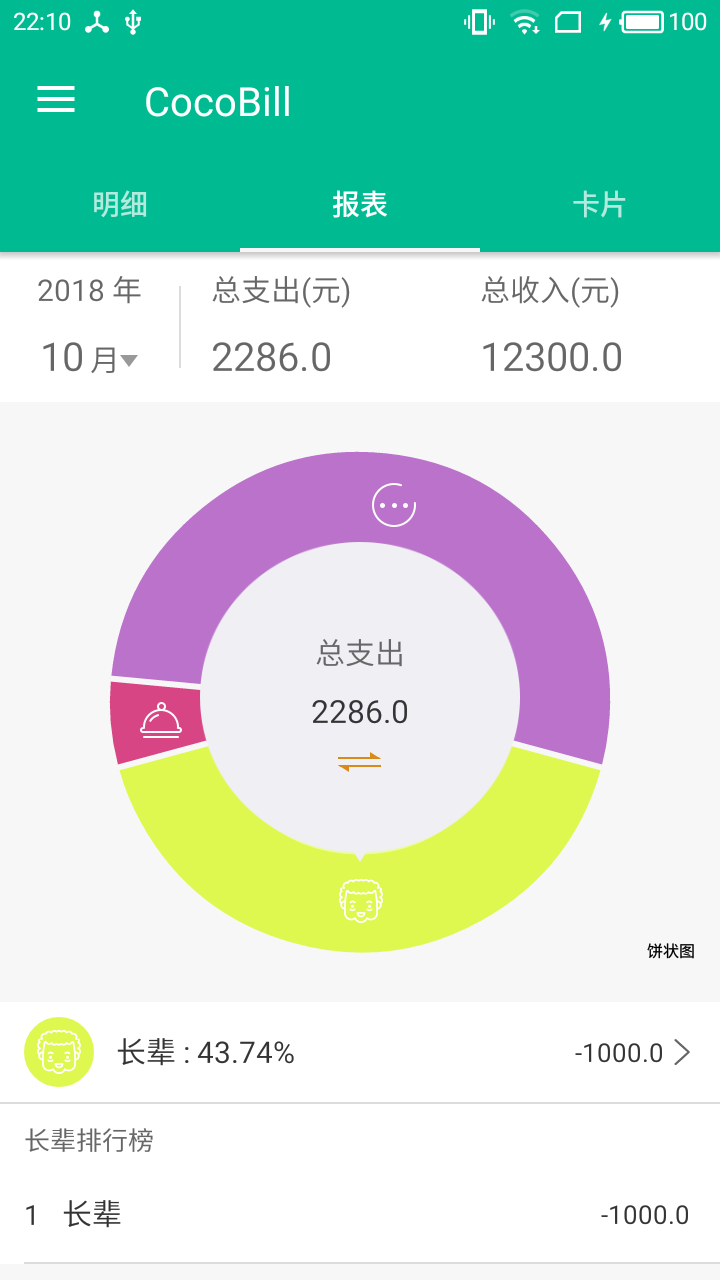 22:10 100
CocoBill
明细 报表 卡片
2018 年 总支出(元) 总收入(元)
10 月 2286.0 12300.0
总支出
2286.0
饼状图
长辈 : 43.74% -1000.0
长辈排行榜
1 长辈 -1000.0